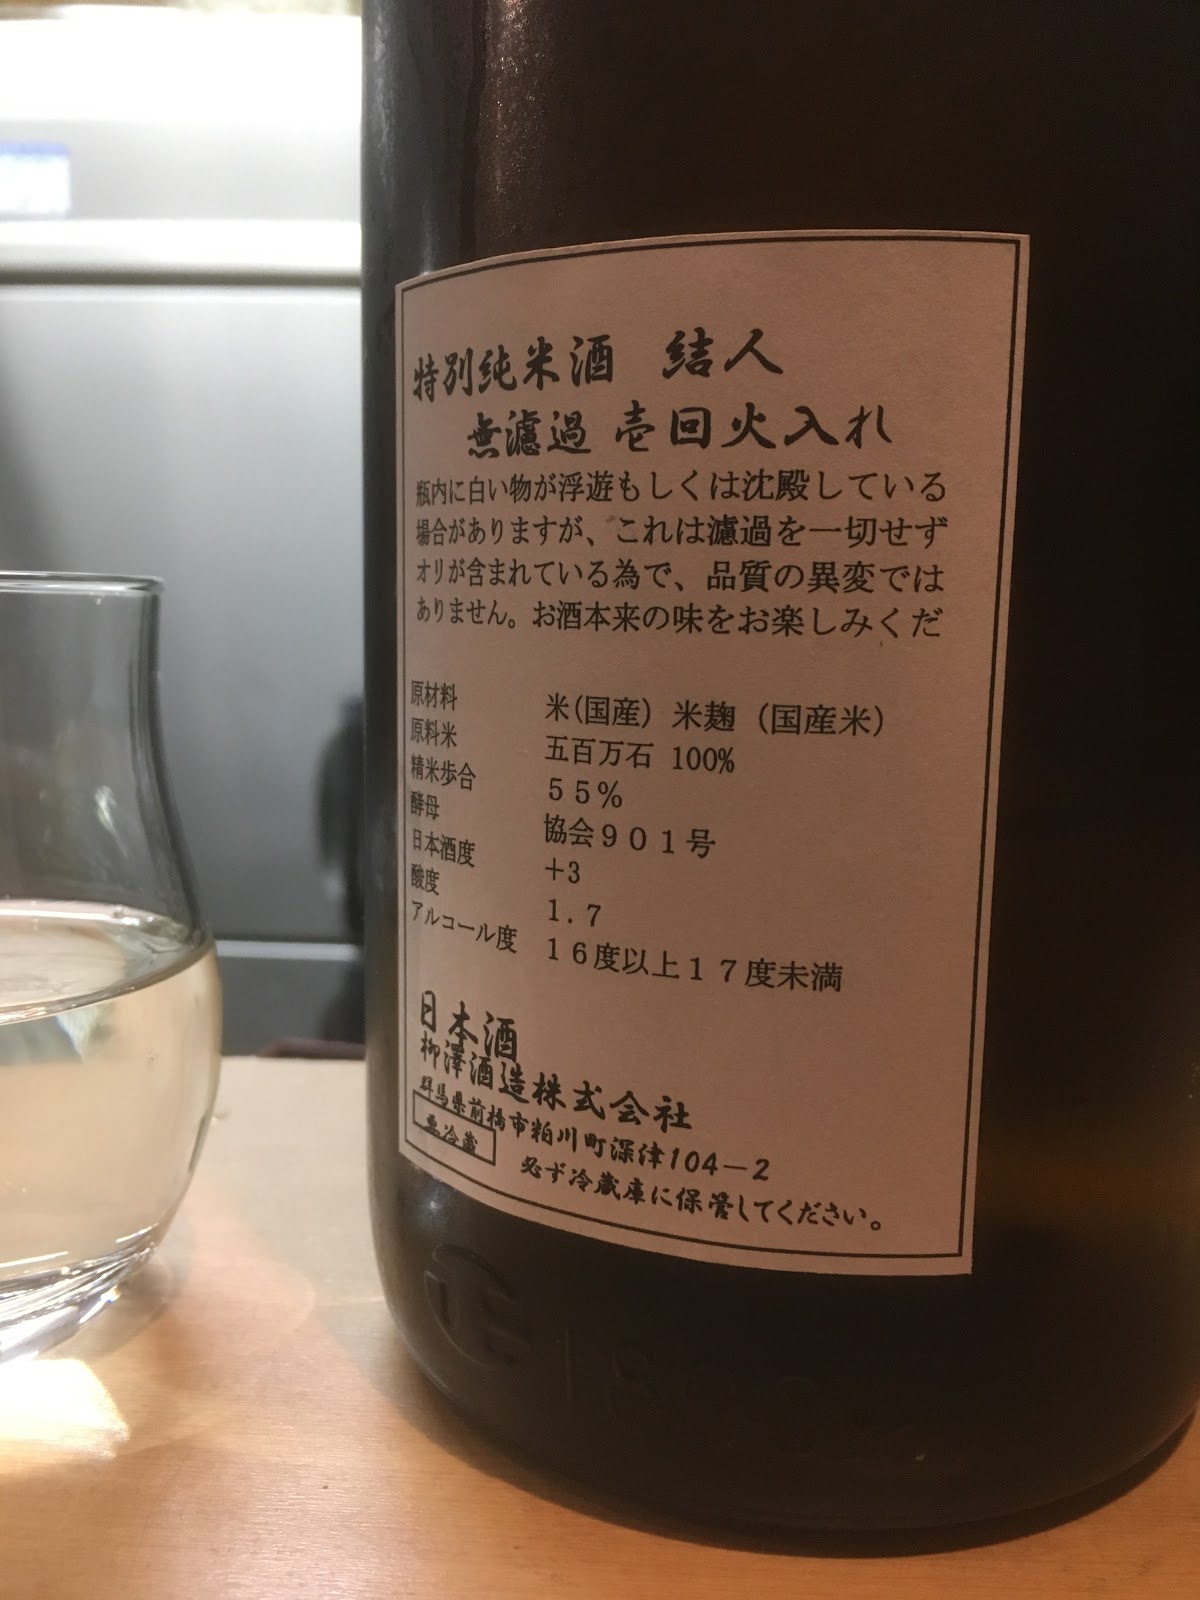 特別純米酒 結人
無濾過 壱回火入れ
瓶内に白い物が浮遊もしくは沈殿している
場合がありますが、これは濾過を一切せず
オリが含まれている為で、品質の異変では
ありません。お酒本来の味をお楽しみくだ
原材料 米(国産) 米麹 (国産米)
原料米 五百万石 100%
精米歩合 55%
酵母 協会901号
日本酒度 +3
酸度 1.7
アルコール度 16度以上17度未満
日本酒
柳澤酒造株式会社
群馬県前橋市粕川町深津104-2
要冷蔵 必ず冷蔵庫に保管してください。